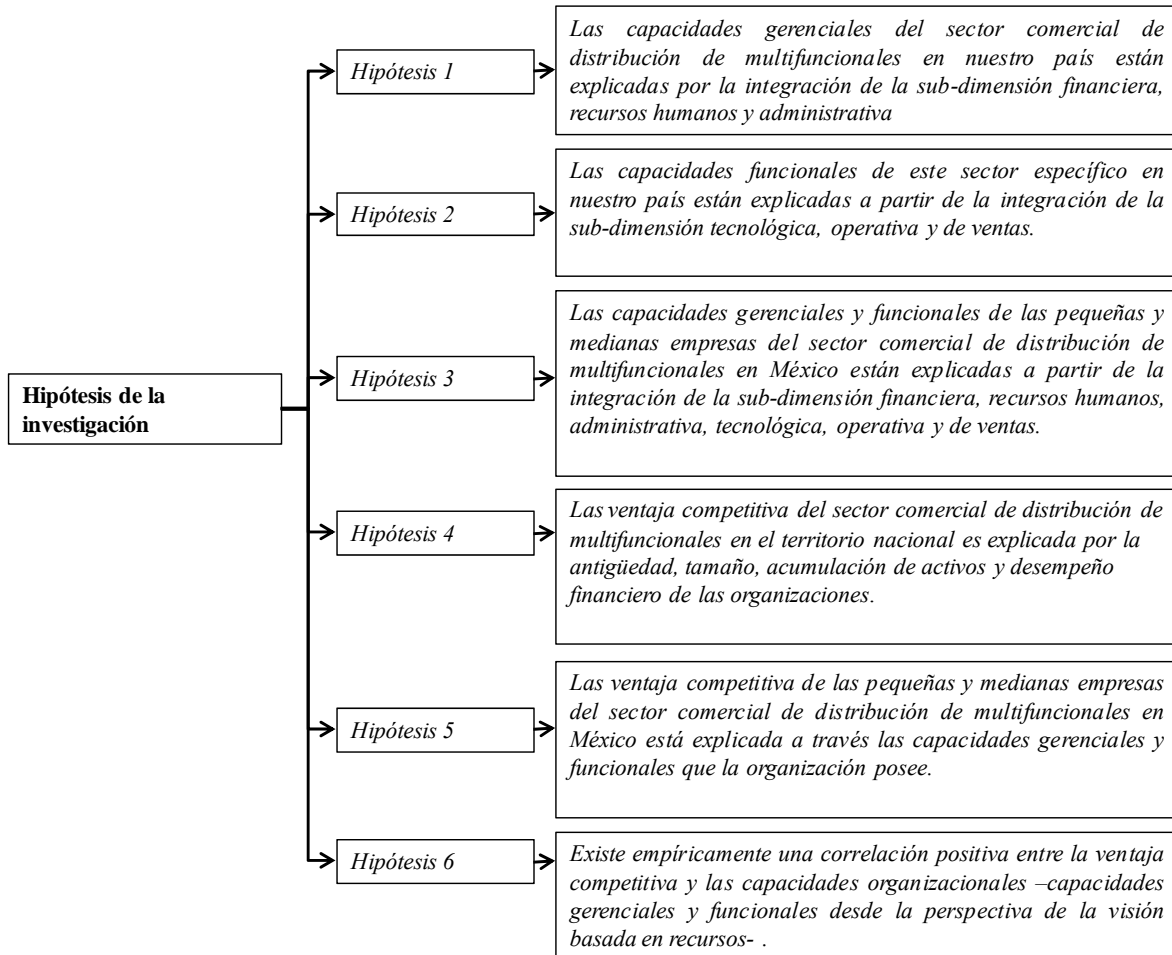 Hipótesis de la
investigación
Hipótesis 1
Las capacidades gerenciales del sector comercial de
distribución de multifuncionales en nuestro país están
explicadas por la integración de la sub-dimensión financiera,
recursos humanos y administrativa
Hipótesis 2
Las capacidades funcionales de este sector específico en
nuestro país están explicadas a partir de la integración de la
sub-dimensión tecnológica, operativa y de ventas.
Hipótesis 3
Las capacidades gerenciales y funcionales de las pequeñas y
medianas empresas del sector comercial de distribución de
multifuncionales en México están explicadas a partir de la
integración de la sub-dimensión financiera, recursos humanos,
administrativa, tecnológica, operativa y de ventas.
Hipótesis 4
Las ventaja competitiva del sector comercial de distribución de
multifuncionales en el territorio nacional es explicada por la
antigüedad, tamaño, acumulación de activos y desempeño
financiero de las organizaciones.
Hipótesis 5
Las ventaja competitiva de las pequeñas y medianas empresas
del sector comercial de distribución de multifuncionales en
México está explicada a través las capacidades gerenciales y
funcionales que la organización posee.
Hipótesis 6
Existe empíricamente una correlación positiva entre la ventaja
competitiva y las capacidades organizacionales –capacidades
gerenciales y funcionales desde la perspectiva de la visión
basada en recursos- .